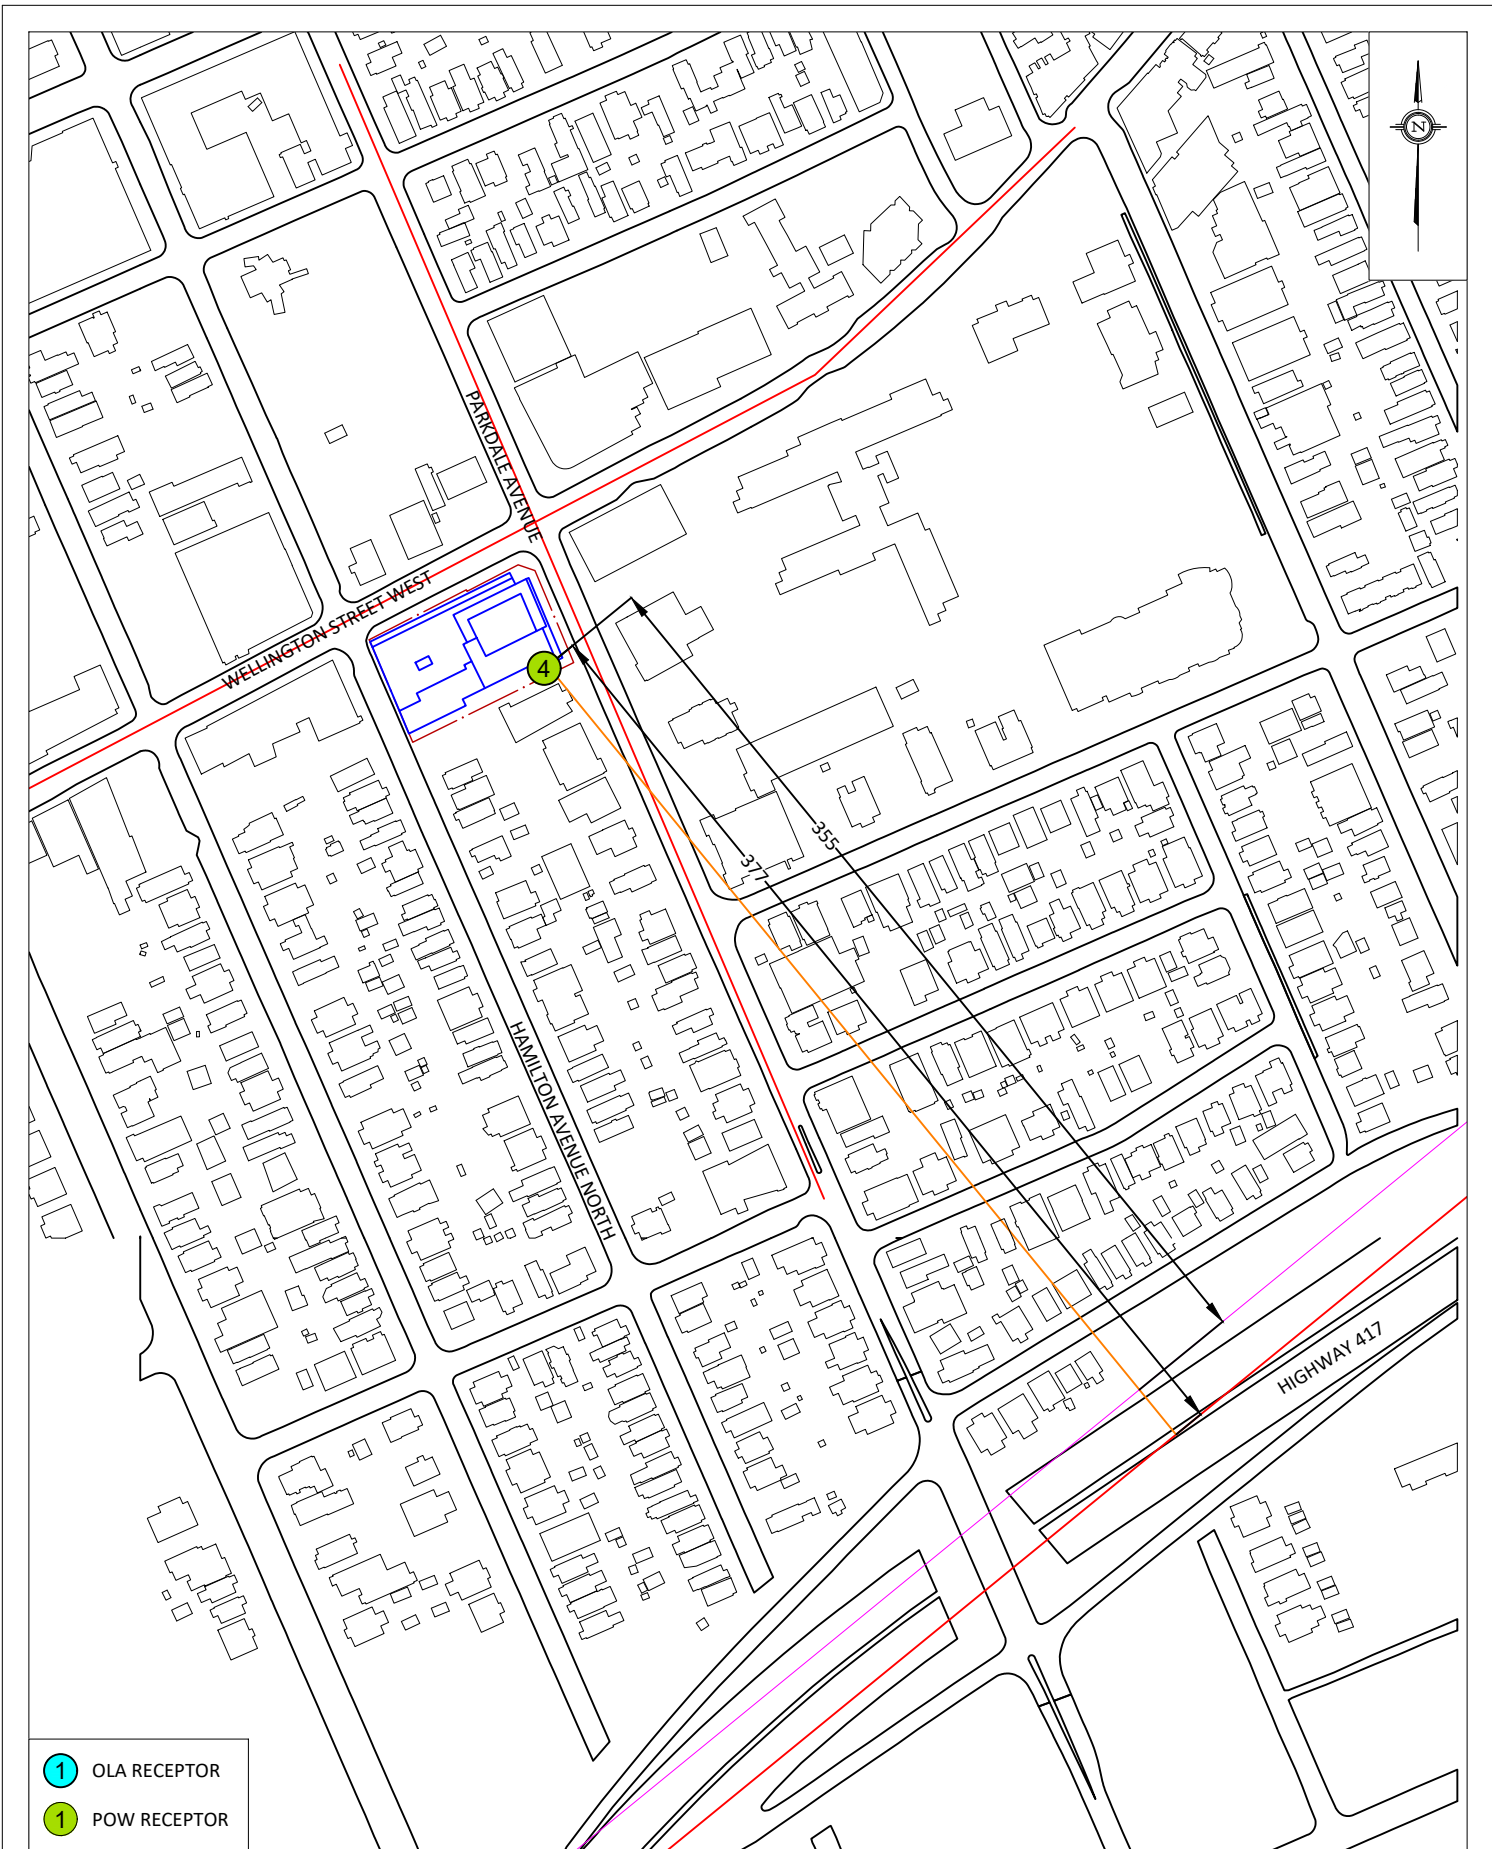 N
PARKDALE AVENUE
WELLINGTON STREET WEST
4
355
377
HAMILTON AVENUE NORTH
HIGHWAY 417
1 OLA RECEPTOR
1 POW RECEPTOR